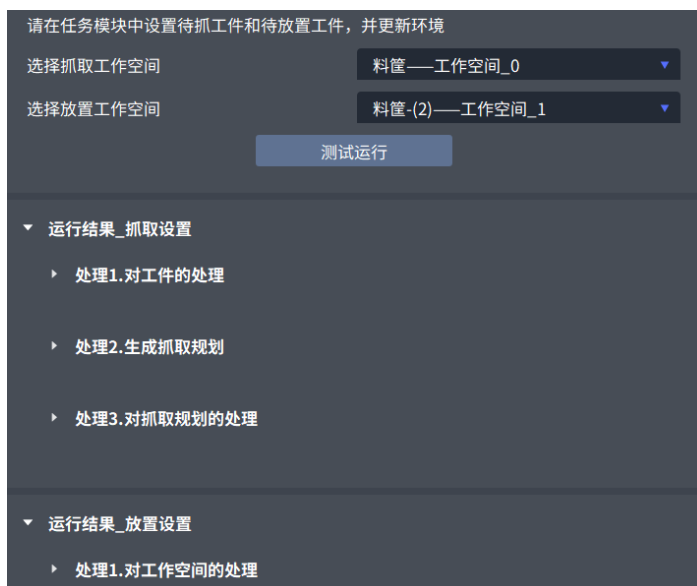 请在任务模块中设置待抓工件和待放置工件，并更新环境
选择抓取工作空间 料筐——工作空间_0
选择放置工作空间 料筐-(2)——工作空间_1
测试运行
运行结果_抓取设置
处理1.对工件的处理
处理2.生成抓取规划
处理3.对抓取规划的处理
运行结果_放置设置
处理1.对工作空间的处理